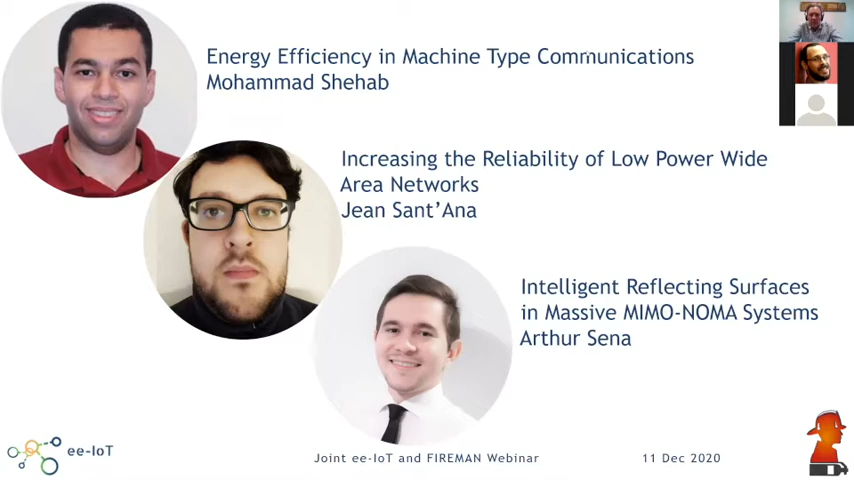 Energy Efficiency in Machine Type Communications
Mohammad Shehab
Increasing the Reliability of Low Power Wide
Area Networks
Jean Sant’Ana
Intelligent Reflecting Surfaces
in Massive MIMO-NOMA Systems
Arthur Sena
ee-IoT
Joint ee-IoT and FIREMAN Webinar
11 Dec 2020